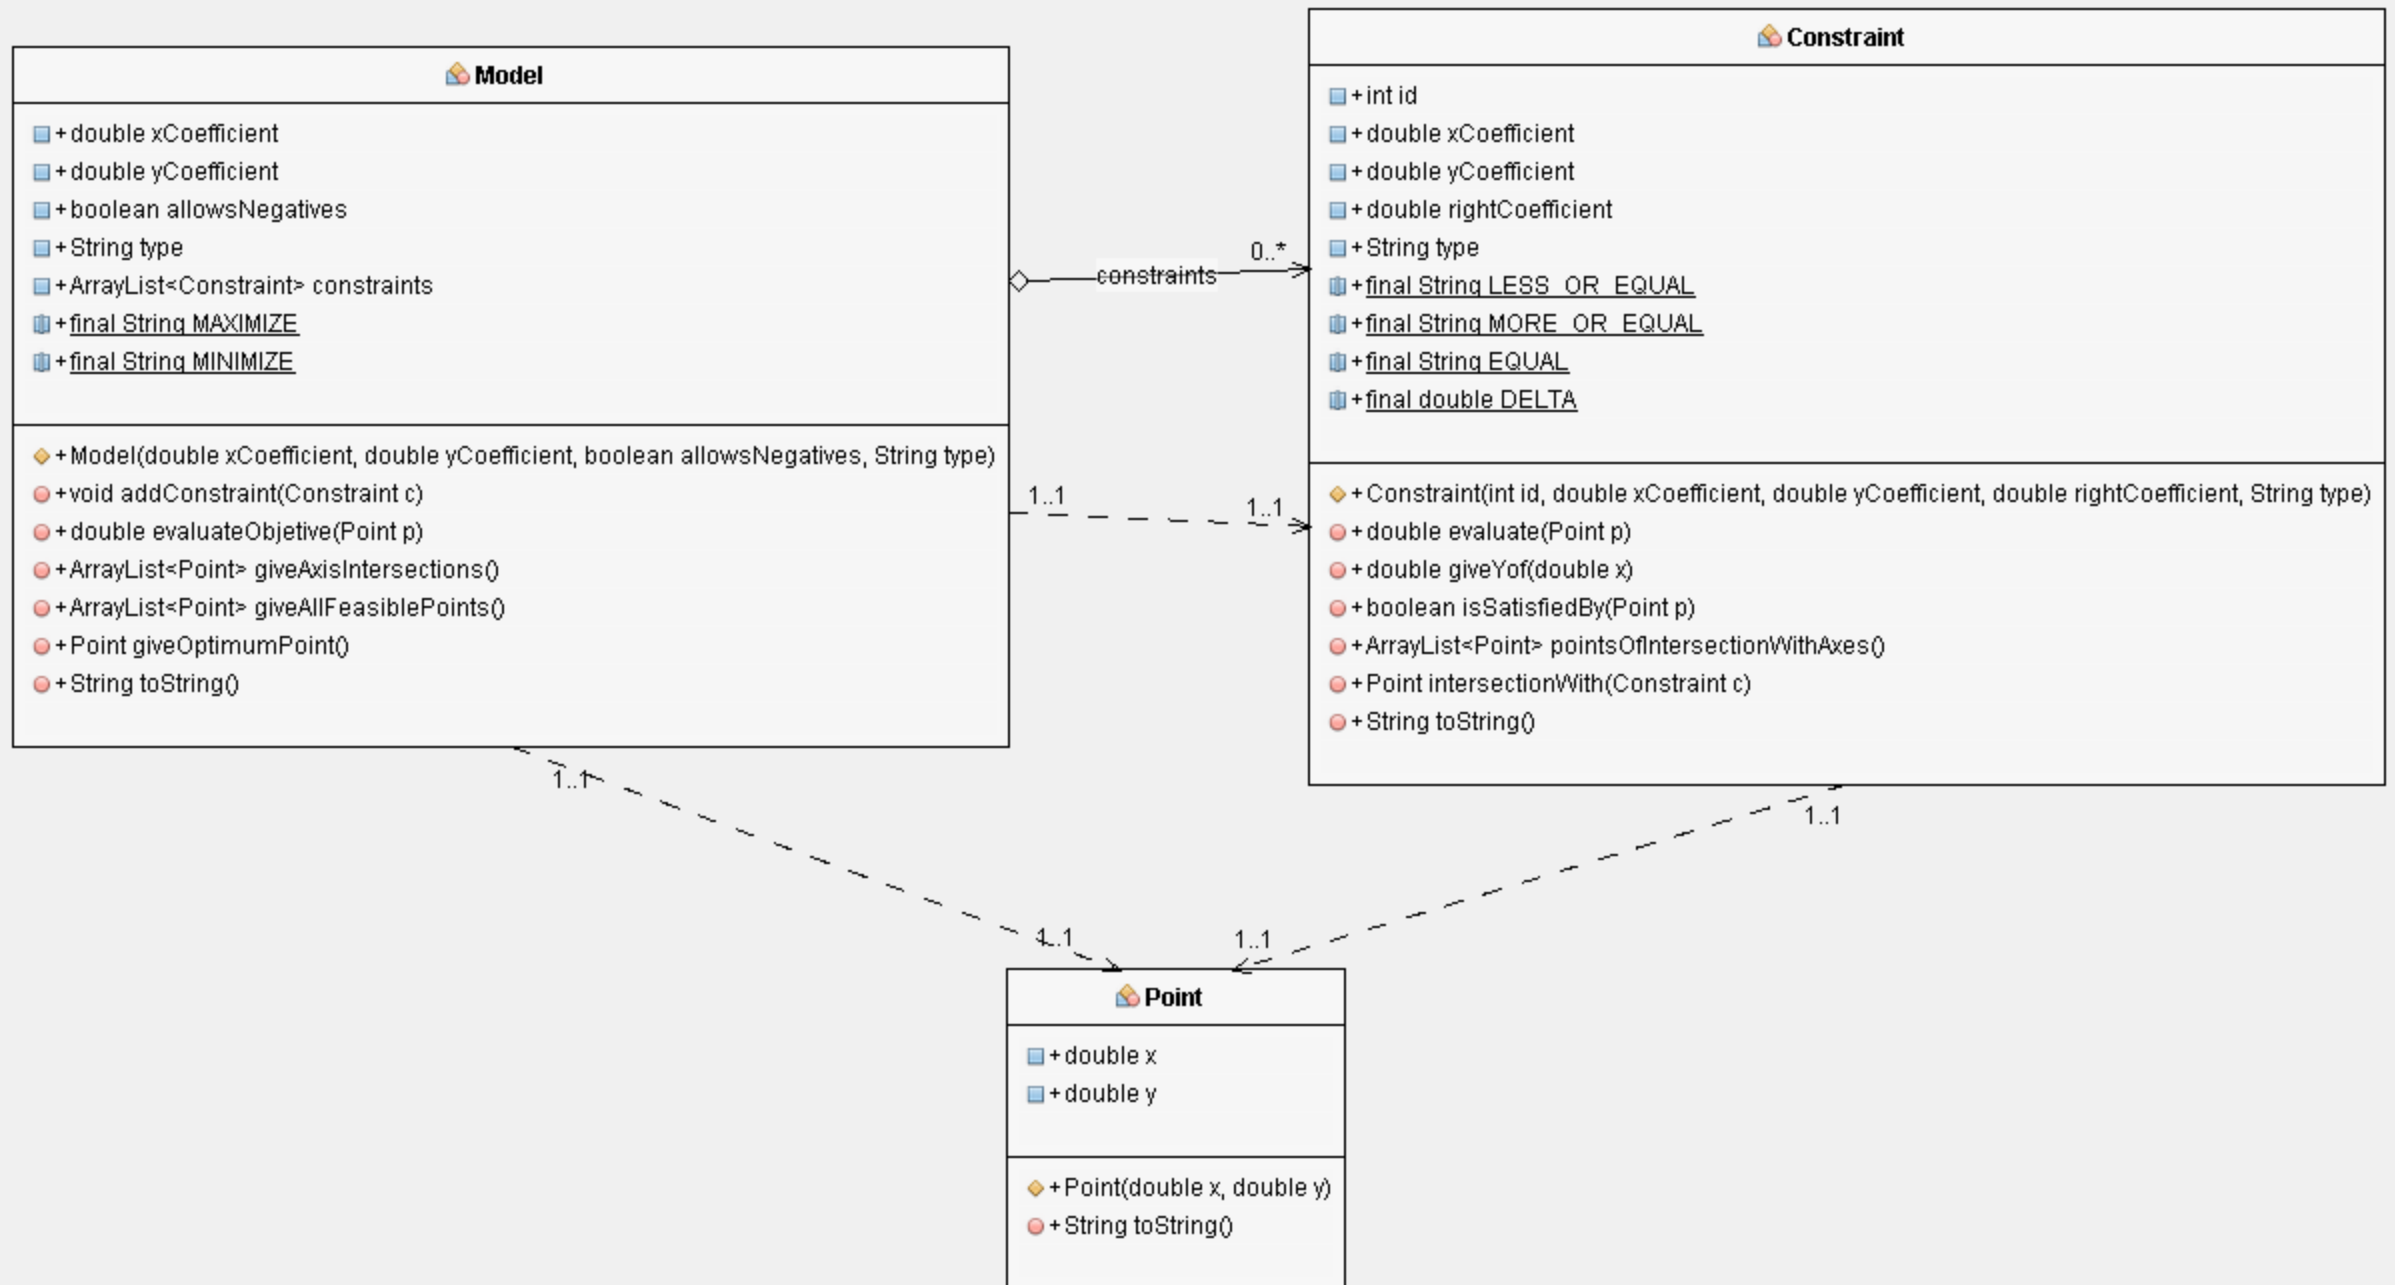 Model
+double xCoefficient
+double yCoefficient
+boolean allowsNegatives
+String type
+ArrayList<Constraint> constraints
+final String MAXIMIZE
+final String MINIMIZE
+Model(double xCoefficient, double yCoefficient, boolean allowsNegatives, String type)
+void addConstraint(Constraint c)
+double evaluateObjetive(Point p)
+ArrayList<Point> giveAxisIntersections()
+ArrayList<Point> giveAllFeasiblePoints()
+Point giveOptimumPoint()
+String toString()
constraints
0..*
1..1
1..1
Constraint
+int id
+double xCoefficient
+double yCoefficient
+double rightCoefficient
+String type
+final String LESS_OR_EQUAL
+final String MORE_OR_EQUAL
+final String EQUAL
+final double DELTA
+Constraint(int id, double xCoefficient, double yCoefficient, double rightCoefficient, String type)
+double evaluate(Point p)
+double giveYof(double x)
+boolean isSatisfiedBy(Point p)
+ArrayList<Point> pointsOfIntersectionWithAxes()
+Point intersectionWith(Constraint c)
+String toString()
1..1
1..1
1..1
1..1
Point
+double x
+double y
+Point(double x, double y)
+String toString()